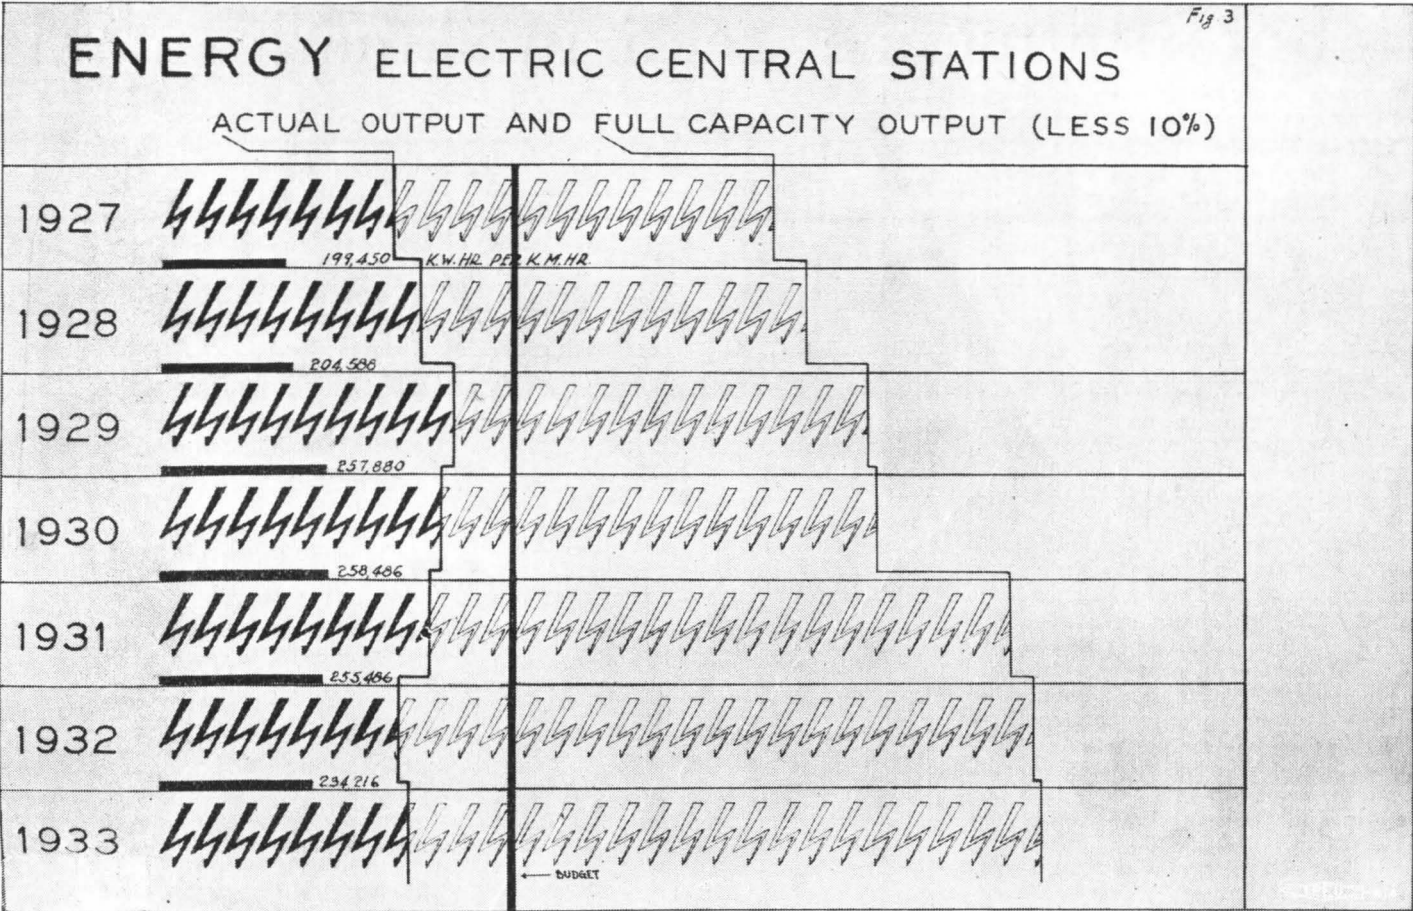 Fig 3
ENERGY ELECTRIC CENTRAL STATIONS
ACTUAL OUTPUT AND FULL CAPACITY OUTPUT (LESS 10%)
1927
199,450 K.W.HR. PER K.M.HR.
1928
204,588
1929
257,880
1930
258,486
1931
255,486
1932
234,216
1933
BUDGET